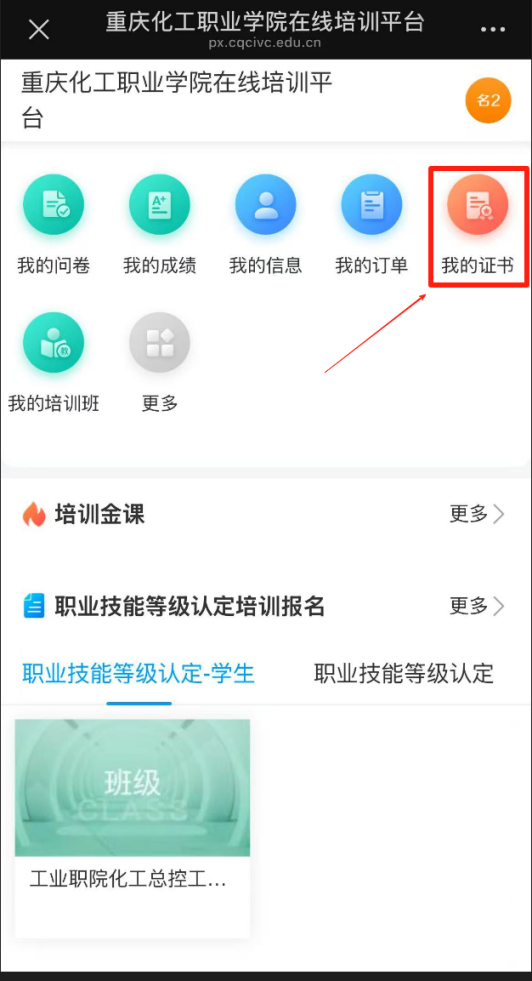 重庆化工职业学院在线培训平台
px.cqcivc.edu.cn
重庆化工职业学院在线培训平
台
名2
我的问卷 我的成绩 我的信息 我的订单 我的证书
我的培训班 更多
培训金课 更多
职业技能等级认定培训报名 更多
职业技能等级认定-学生 职业技能等级认定
班级
CLASS
工业职院化工总控工...